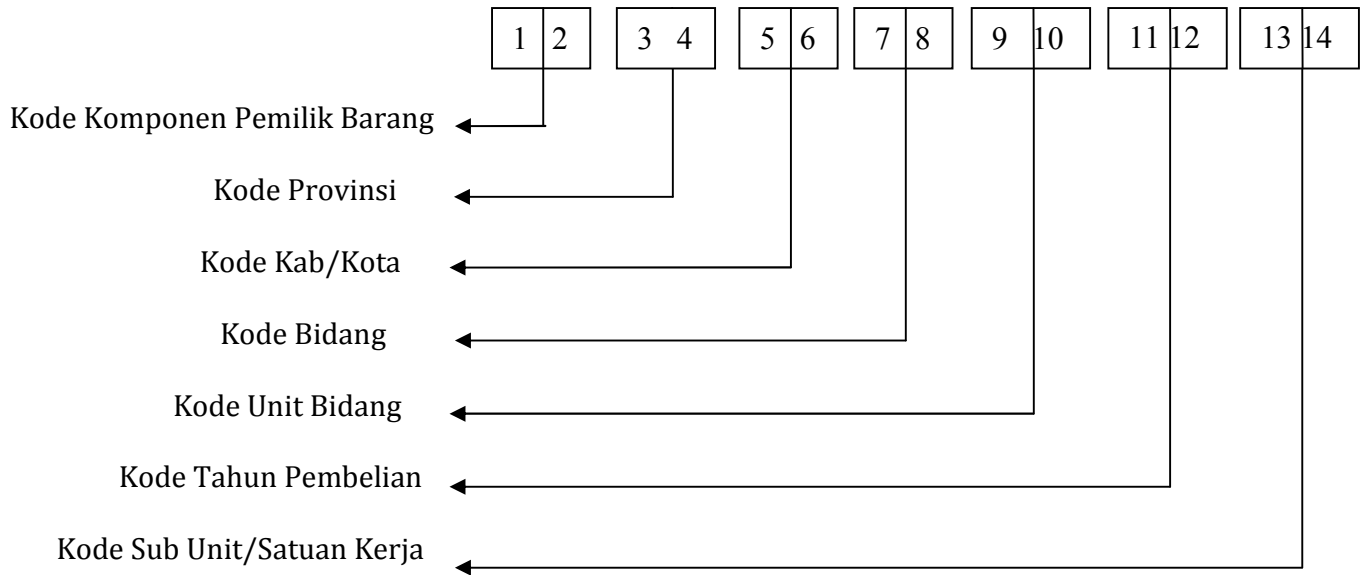 1 2 3 4 5 6 7 8 9 10 11 12 13 14
Kode Komponen Pemilik Barang
Kode Provinsi
Kode Kab/Kota
Kode Bidang
Kode Unit Bidang
Kode Tahun Pembelian
Kode Sub Unit/Satuan Kerja